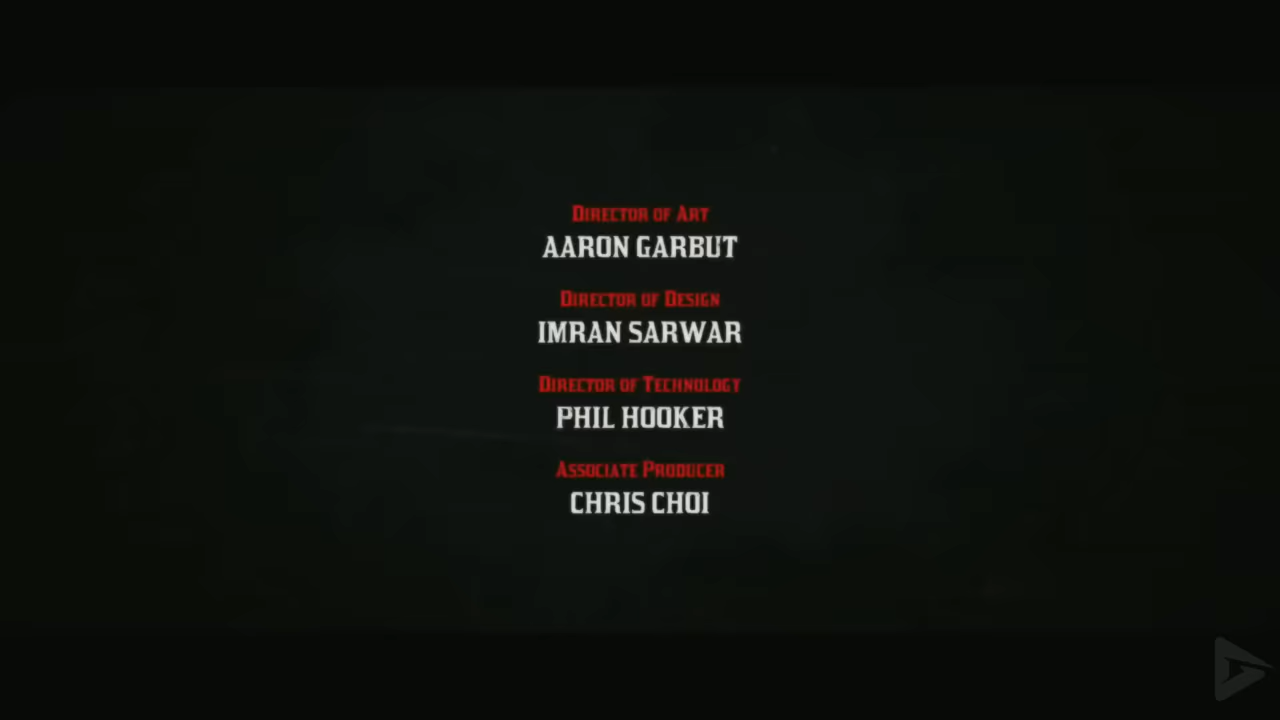 DIRECTOR OF ART
AARON GARBUT
DIRECTOR OF DESIGN
IMRAN SARWAR
DIRECTOR OF TECHNOLOGY
PHIL HOOKER
ASSOCIATE PRODUCER
CHRIS CHOI